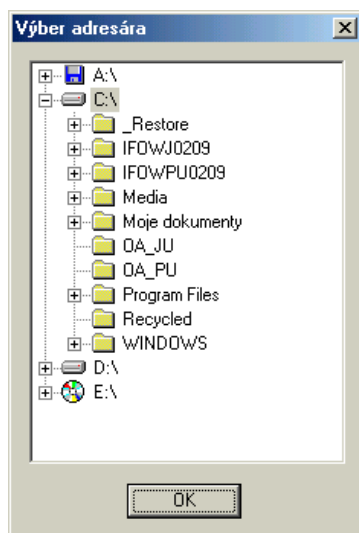 Výber adresára
A:\
C:\
_Restore
IFOWJ0209
IFOWPU0209
Media
Moje dokumenty
OA_JU
OA_PU
Program Files
Recycled
WINDOWS
D:\
E:\
OK